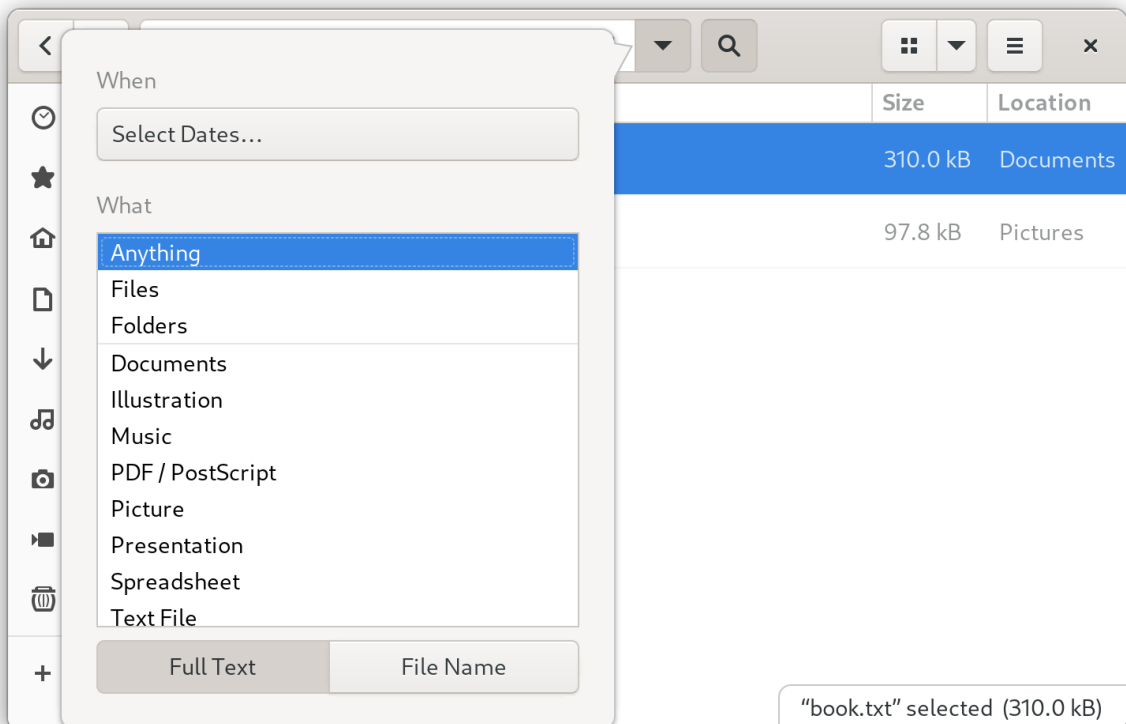 When
Select Dates...
What
Anything
Files
Folders
Documents
Illustration
Music
PDF / PostScript
Picture
Presentation
Spreadsheet
Text File
Full Text
File Name
Size
Location
310.0 kB
Documents
97.8 kB
Pictures
“book.txt” selected (310.0 kB)